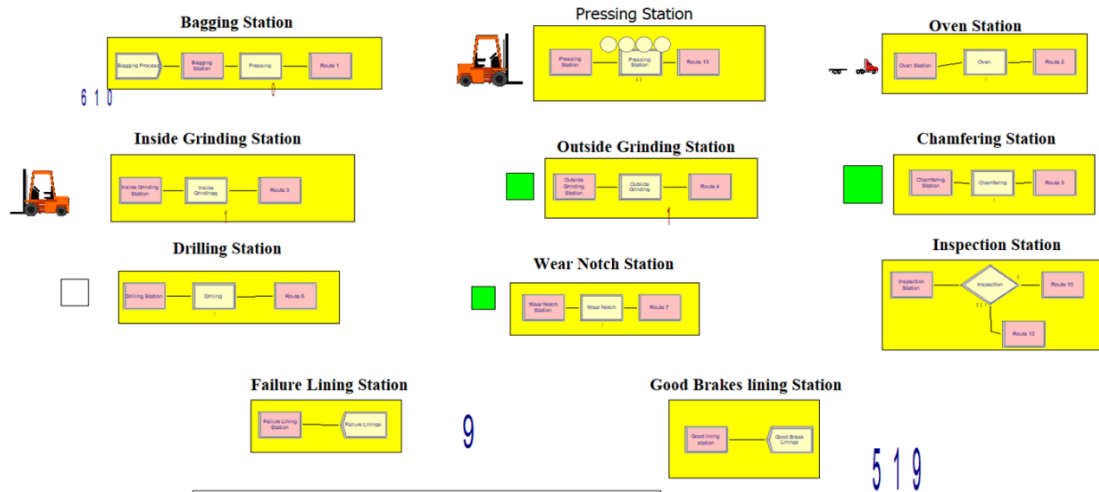 Bagging Station
Pressing Station
Oven Station
Bagging Process
Bagging
Station
Pressing
Route 1
Pressing
Station
Pressing
Station
Route 13
Oven Station
Oven
Route 2
6 1 0
0
Inside Grinding Station
Outside Grinding Station
Chamfering Station
Inside Grinding
Station
Inside
Grindingg
Route 3
Outside
Grinding
Station
Outside
Grinding
Route 4
Chamfering
Station
Chamfering
Route 5
Drilling Station
Wear Notch Station
Inspection Station
Drilling Station
Drilling
Route 6
Wear Notch
Station
Wear Notch
Route 7
Inspection
Station
Inspection
Route 10
Route 12
Failure Lining Station
Good Brakes lining Station
Failure Lining
Station
Failure Linings
9
Good lining
station
Good Break
Linings
5 1 9